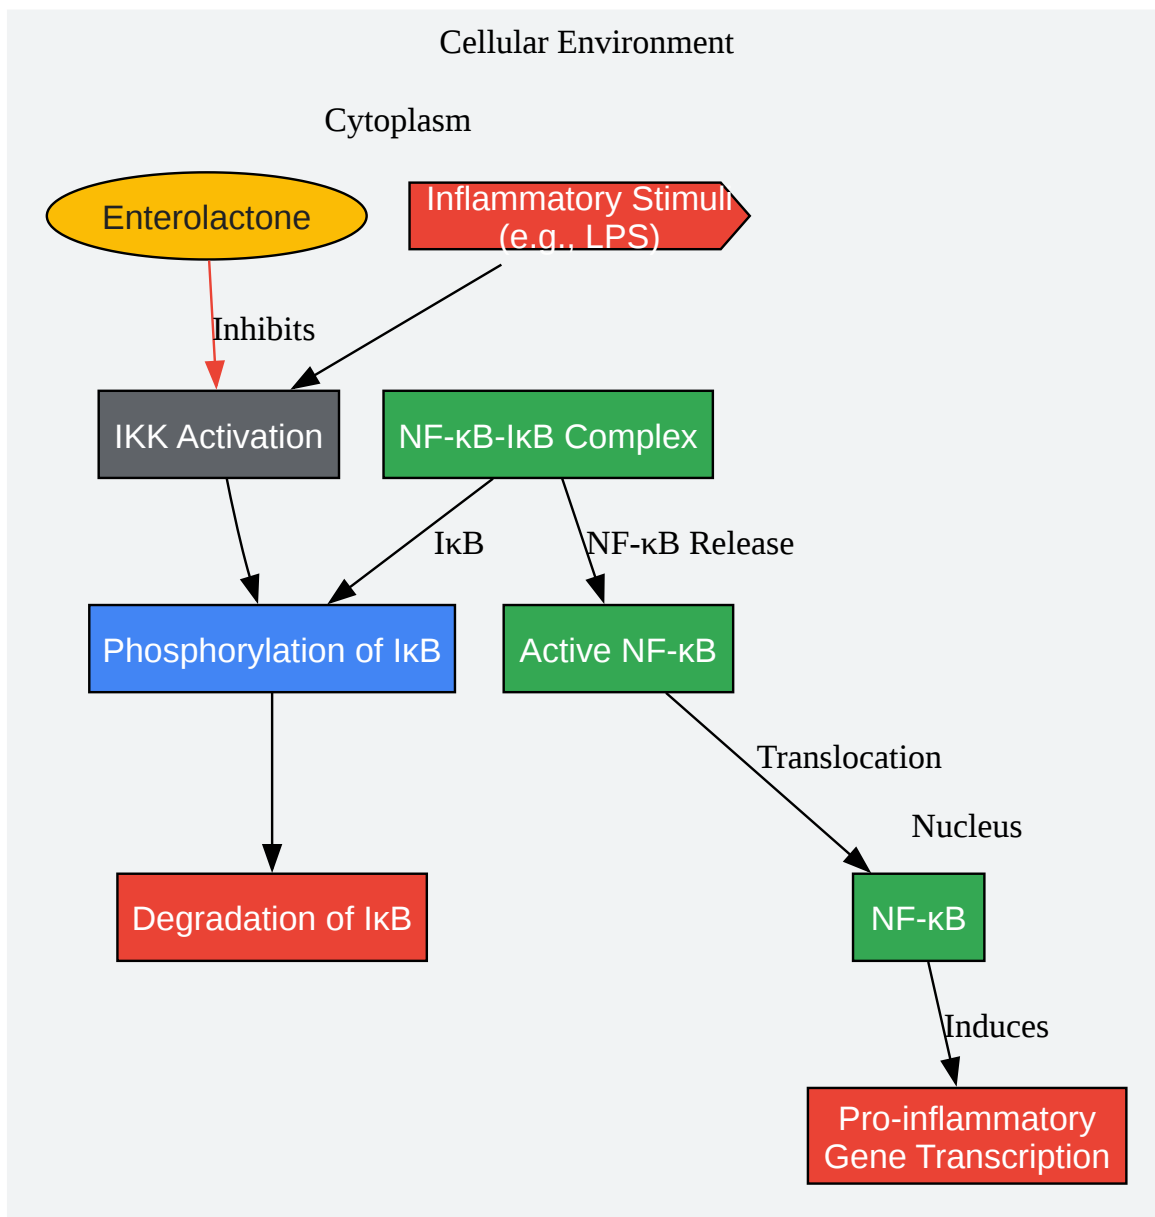 Cellular Environment
Cytoplasm
Enterolactone
Inflammatory Stimuli
(e.g., LPS)
Inhibits
IKK Activation
NF-κB-IκB Complex
IκB
NF-κB Release
Phosphorylation of IκB
Active NF-κB
Translocation
Nucleus
Degradation of IκB
NF-κB
Induces
Pro-inflammatory
Gene Transcription